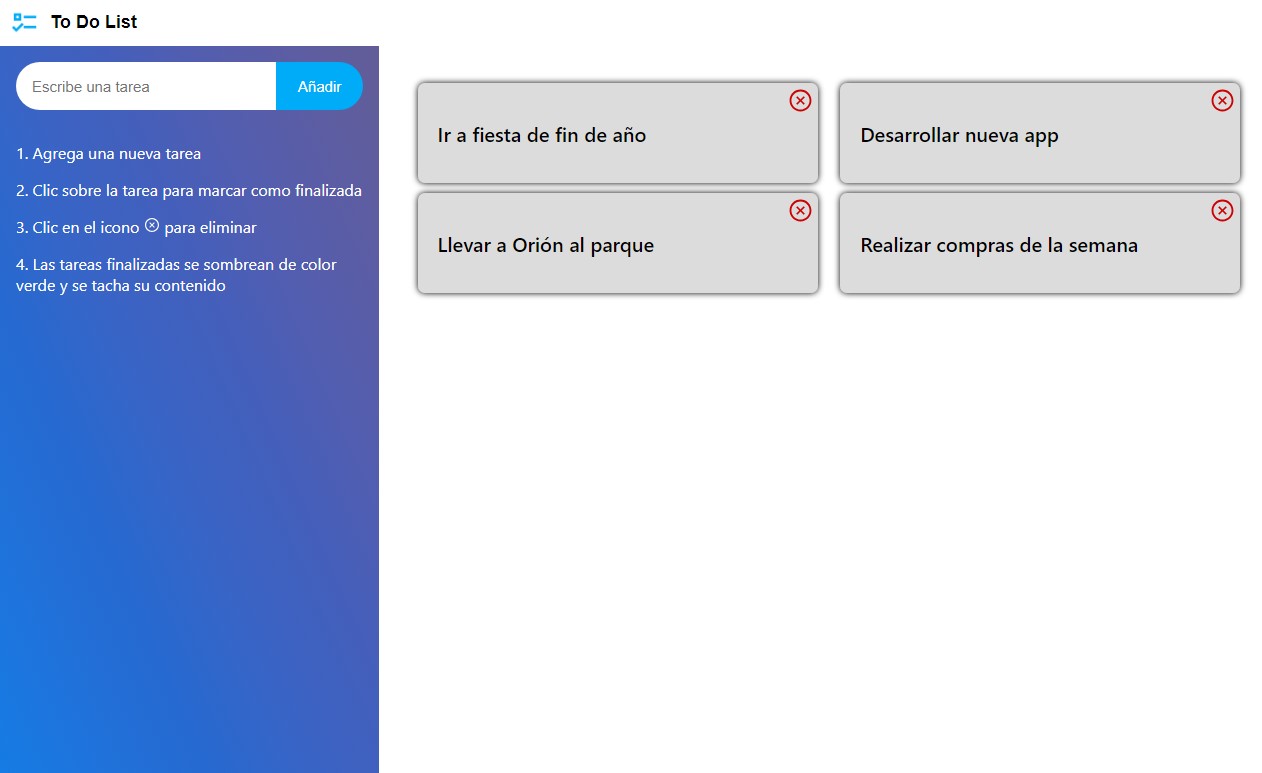 To Do List
Escribe una tarea
Añadir
1. Agrega una nueva tarea
2. Clic sobre la tarea para marcar como finalizada
3. Clic en el icono para eliminar
4. Las tareas finalizadas se sombrean de color
verde y se tacha su contenido
Ir a fiesta de fin de año
Desarrollar nueva app
Llevar a Orión al parque
Realizar compras de la semana